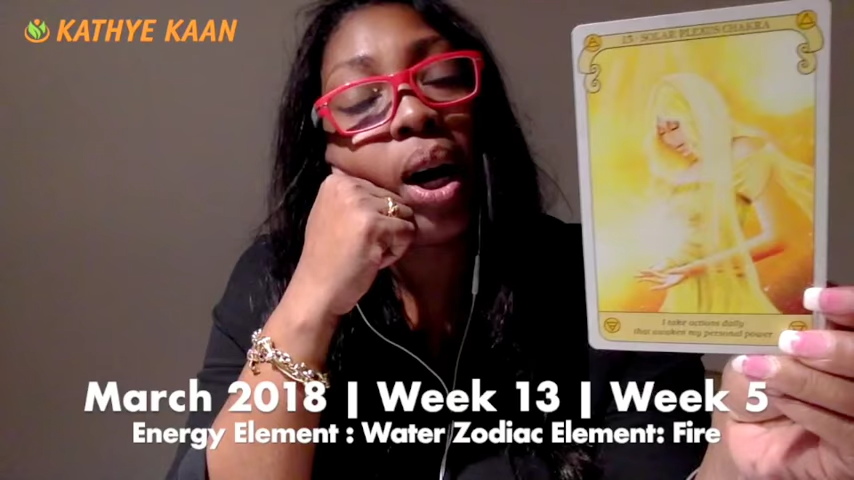 KATHYE KAAN
15 · SOLAR PLEXUS CHAKRA
I take actions daily
that awaken my personal power
March 2018 | Week 13 | Week 5
Energy Element : Water Zodiac Element: Fire